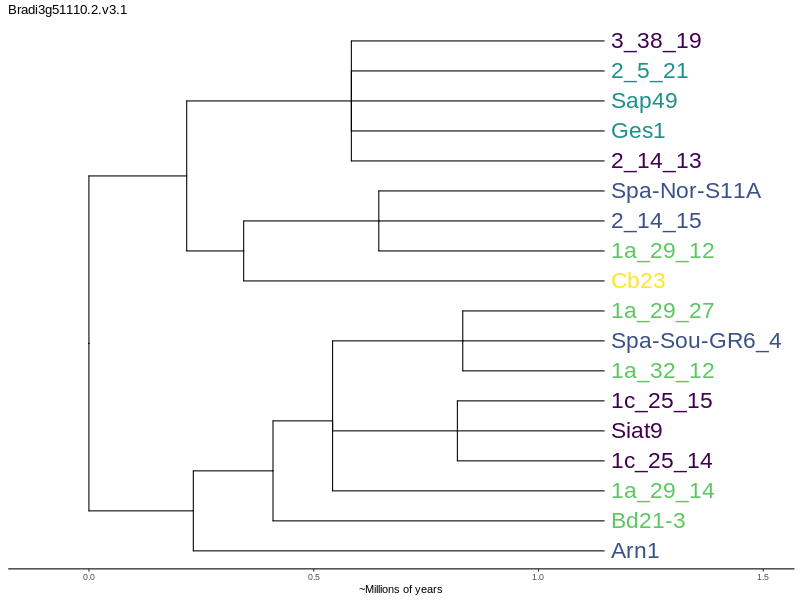 Bradi3g51110.2.v3.1
3_38_19
2_5_21
Sap49
Ges1
2_14_13
Spa-Nor-S11A
2_14_15
1a_29_12
Cb23
1a_29_27
Spa-Sou-GR6_4
1a_32_12
1c_25_15
Siat9
1c_25_14
1a_29_14
Bd21-3
Arn1
0.0 0.5 1.0 1.5
~Millions of years